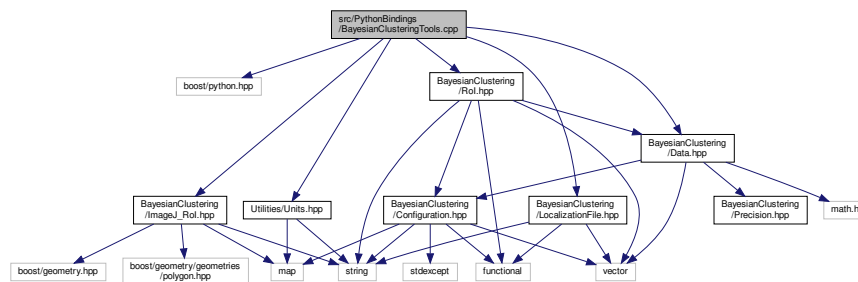 src/PythonBindings
/BayesianClusteringTools.cpp
boost/python.hpp
BayesianClustering
/RoI.hpp
BayesianClustering
/Data.hpp
BayesianClustering
/ImageJ_RoI.hpp
Utilities/Units.hpp
BayesianClustering
/Configuration.hpp
BayesianClustering
/LocalizationFile.hpp
BayesianClustering
/Precision.hpp
math.h
boost/geometry.hpp
boost/geometry/geometries
/polygon.hpp
map
string
stdexcept
functional
vector